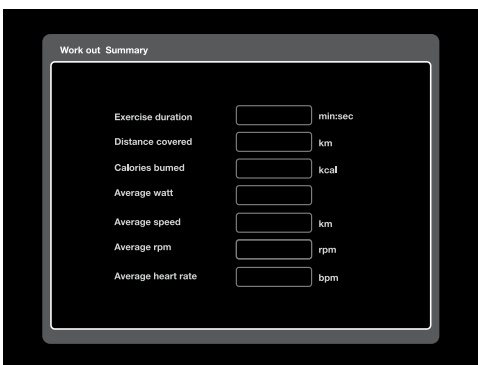 Work out Summary
Exercise duration min:sec
Distance covered km
Calories bumed kcal
Average watt
Average speed km
Average rpm rpm
Average heart rate bpm